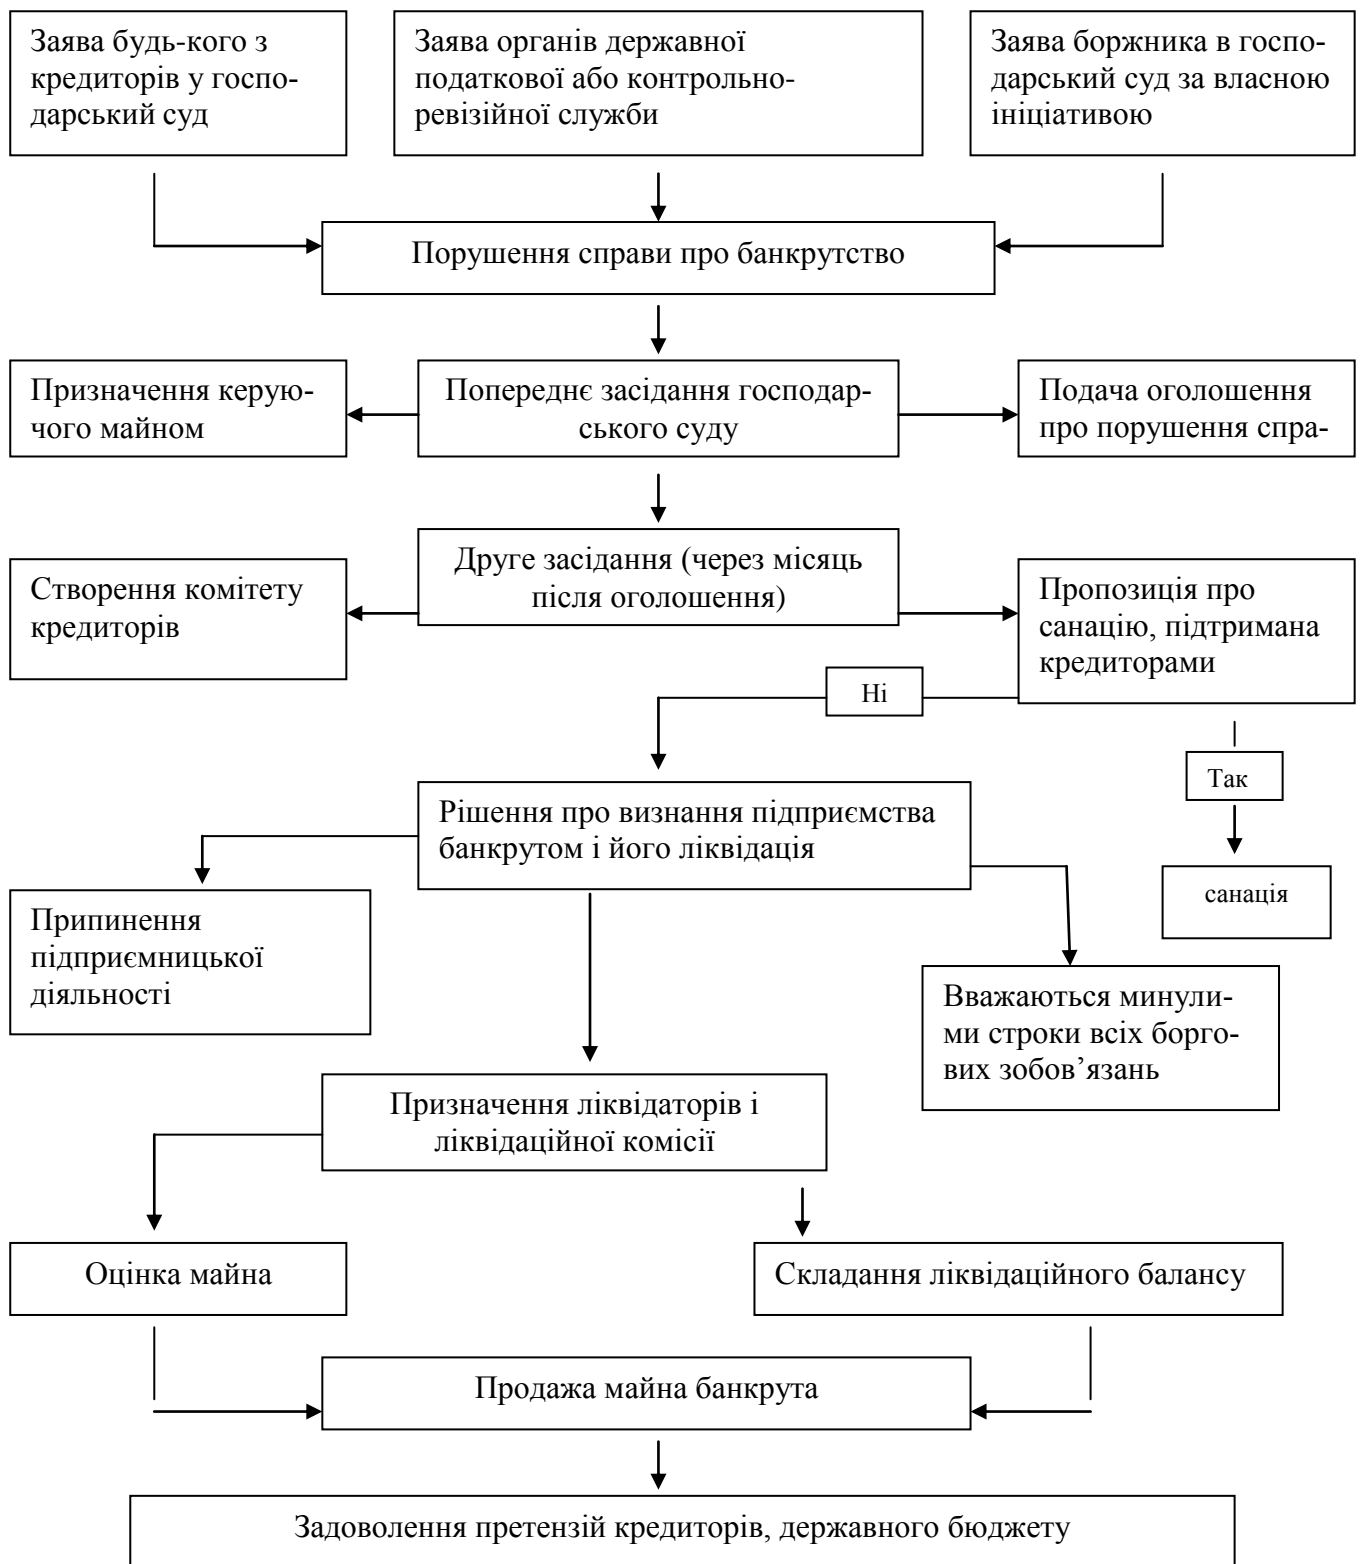 Заява будь-кого з
кредиторів у госпо-
дарський суд
Заява органів державної
податкової або контрольно-
ревізійної служби
Заява боржника в госпо-
дарський суд за власною
ініціативою
Порушення справи про банкрутство
Призначення керую-
чого майном
Попереднє засідання господар-
ського суду
Подача оголошення
про порушення спра-
Створення комітету
кредиторів
Друге засідання (через місяць
після оголошення)
Пропозиція про
санацію, підтримана
кредиторами
Ні
Так
Рішення про визнання підприємства
банкрутом і його ліквідація
санація
Припинення
підприємницької
діяльності
Вважаються минули-
ми строки всіх борго-
вих зобов’язань
Призначення ліквідаторів і
ліквідаційної комісії
Оцінка майна
Складання ліквідаційного балансу
Продажа майна банкрута
Задоволення претензій кредиторів, державного бюджету